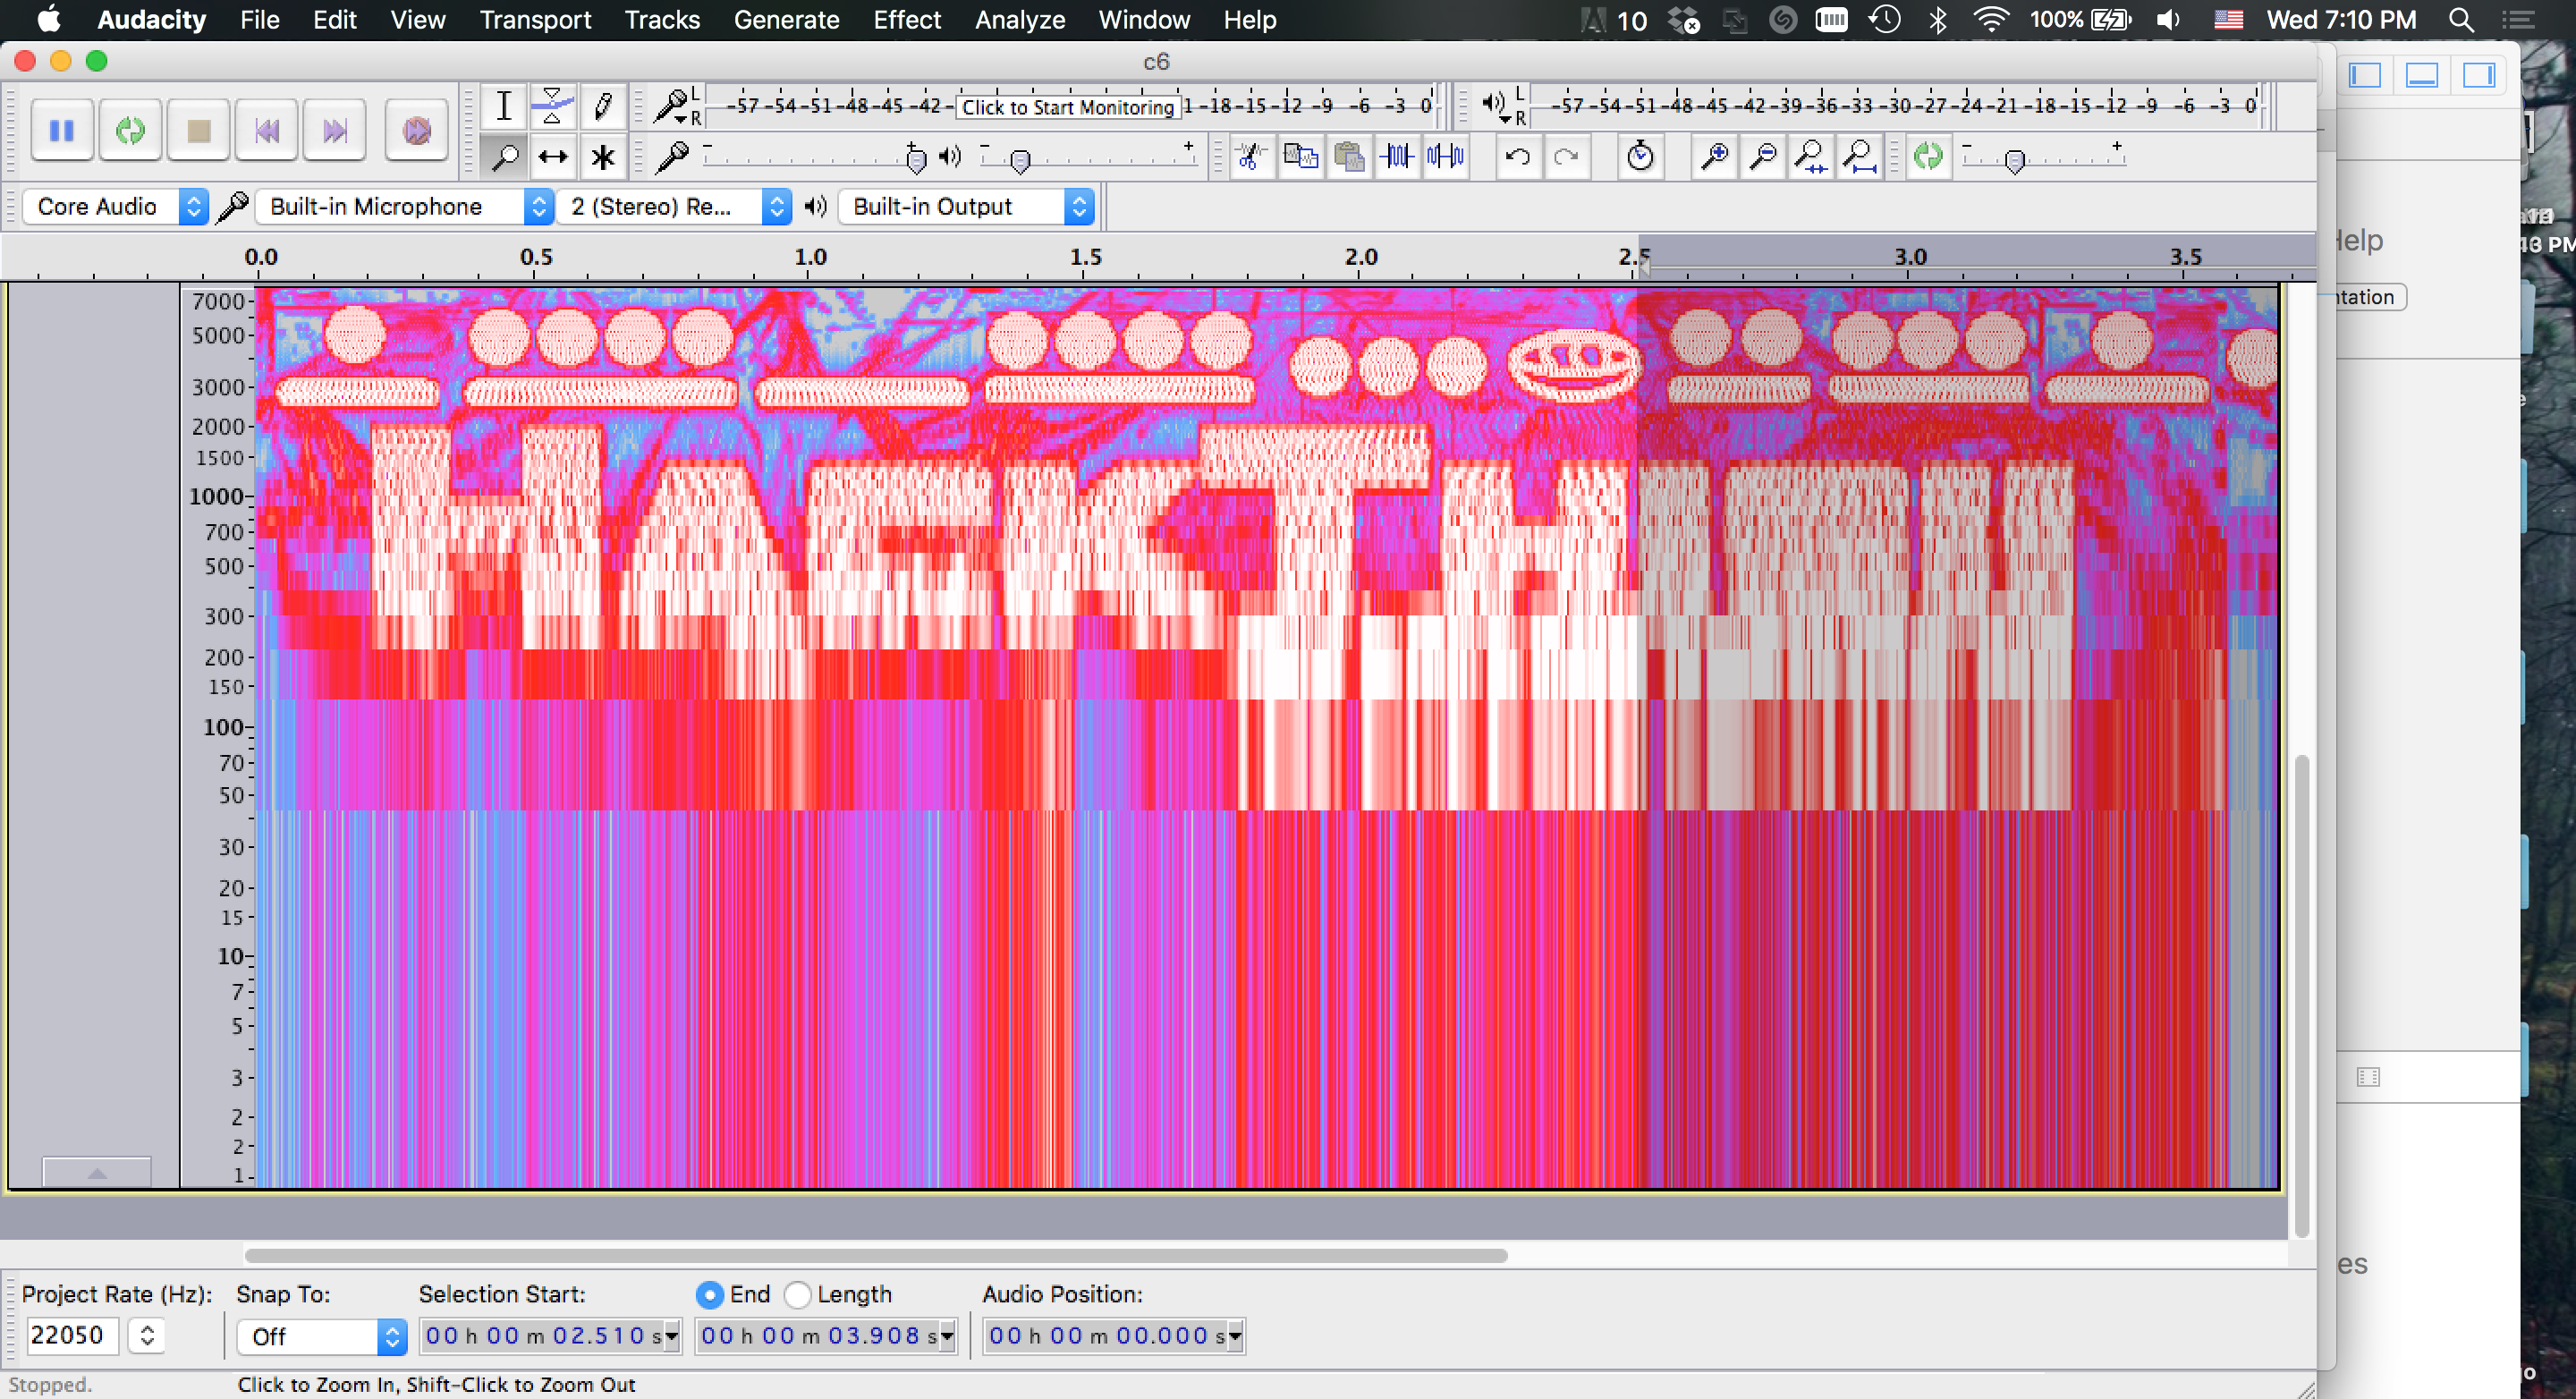 Audacity File Edit View Transport Tracks Generate Effect Analyze Window Help 10 100% Wed 7:10 PM
c6
L R -57 -54 -51 -48 -45 -42 - Click to Start Monitoring 1 -18 -15 -12 -9 -6 -3 0 L R -57 -54 -51 -48 -45 -42 -39 -36 -33 -30 -27 -24 -21 -18 -15 -12 -9 -6 -3 0
- + - + - +
Core Audio Built-in Microphone 2 (Stereo) Re... Built-in Output
0.0 0.5 1.0 1.5 2.0 2.5 3.0 3.5
Help
43 PM
ntation
7000
5000
3000
2000
1500
1000
700
500
300
200
150
100
70
50
30
20
15
10
7
5
3
2
2
1
HACKTHE
es
Project Rate (Hz): Snap To: Selection Start: End Length Audio Position:
22050 Off 00 h 00 m 02.510 s 00 h 00 m 03.908 s 00 h 00 m 00.000 s
Stopped. Click to Zoom In, Shift-Click to Zoom Out